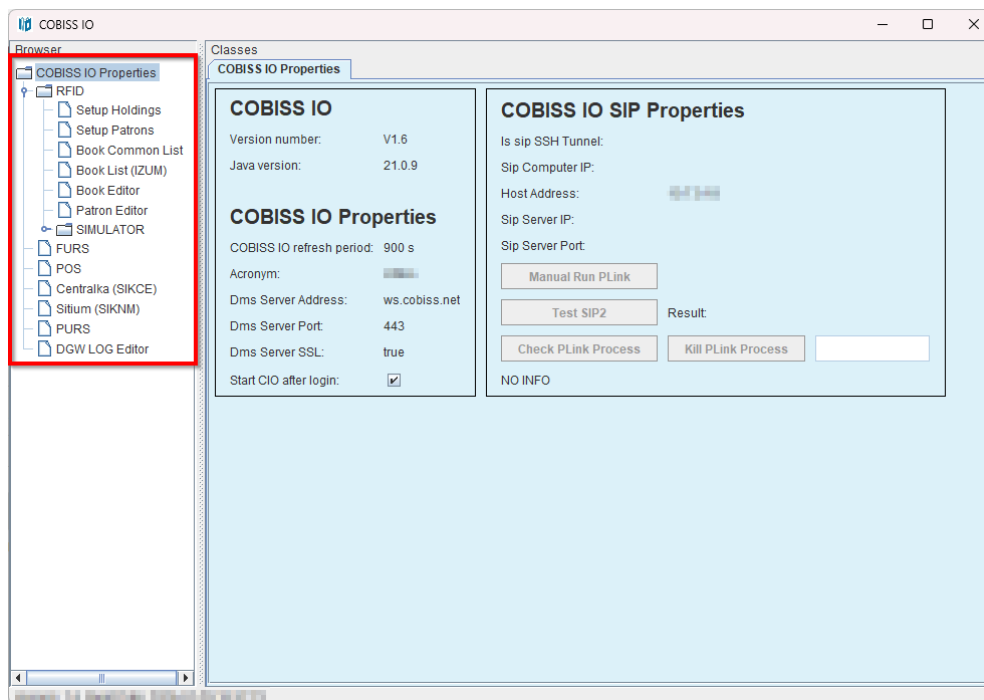 COBISS IO
Browser
COBISS IO Properties
RFID
Setup Holdings
Setup Patrons
Book Common List
Book List (IZUM)
Book Editor
Patron Editor
SIMULATOR
FURS
POS
Centralka (SIKCE)
Sitium (SIKNM)
PURS
DGW LOG Editor
Classes
COBISS IO Properties
COBISS IO
Version number: V1.6
Java version: 21.0.9
COBISS IO Properties
COBISS IO refresh period: 900 s
Acronym:
Dms Server Address: ws.cobiss.net
Dms Server Port: 443
Dms Server SSL: true
Start CIO after login:
COBISS IO SIP Properties
Is sip SSH Tunnel:
Sip Computer IP:
Host Address:
Sip Server IP:
Sip Server Port:
Manual Run PLink
Test SIP2 Result:
Check PLink Process Kill PLink Process
NO INFO